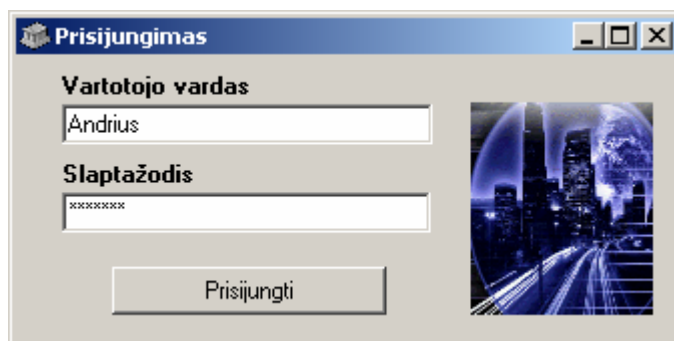 Prisijungimas
Vartotojo vardas
Andrius
Slaptažodis
*******
Prisijungti